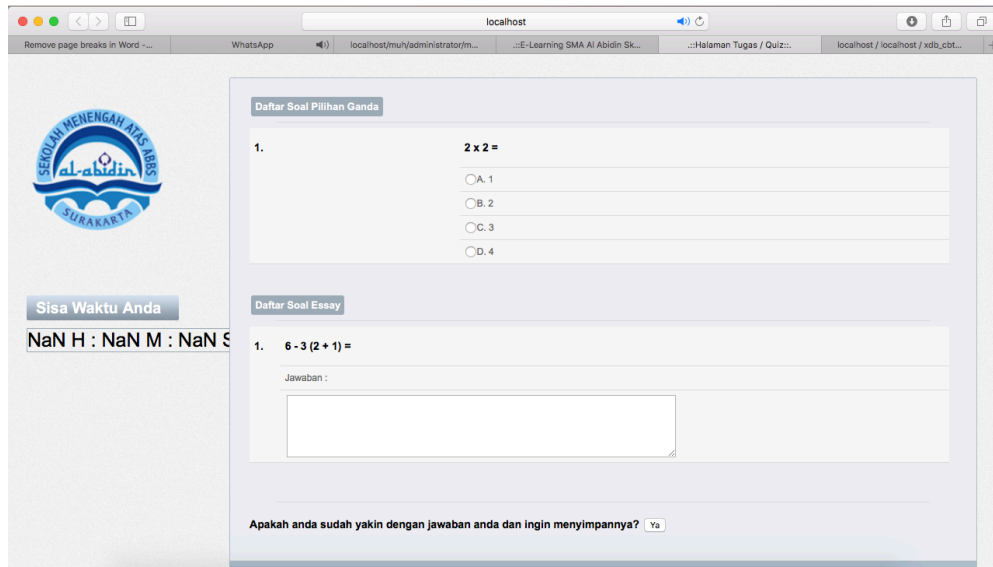 localhost
Remove page breaks in Word -...
WhatsApp
localhost/muh/administrator/m...
.::E-Learning SMA Al Abidin Sk...
.::Halaman Tugas / Quiz::.
localhost / localhost / xdb_cbt...
SEKOLAH MENENGAH ATAS ABBS
al-abidin
SURAKARTA
Sisa Waktu Anda
NaN H : NaN M : NaN S
Daftar Soal Pilihan Ganda
1. 2 x 2 =
A. 1
B. 2
C. 3
D. 4
Daftar Soal Essay
1. 6 - 3 (2 + 1) =
Jawaban :
Apakah anda sudah yakin dengan jawaban anda dan ingin menyimpannya? Ya